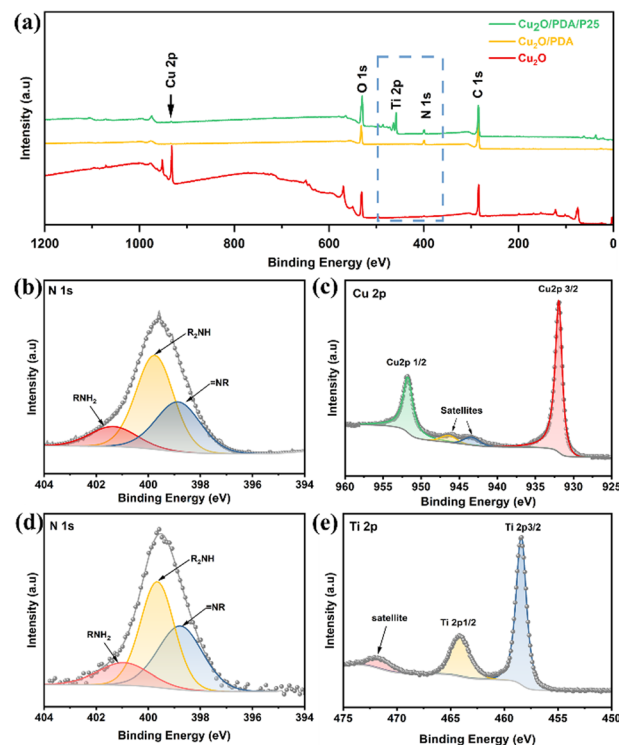 (a)
Cu₂O/PDA/P25
Cu₂O/PDA
Cu₂O
Cu 2p
O 1s
Ti 2p
N 1s
C 1s
Intensity (a.u)
1200 1000 800 600 400 200 0
Binding Energy (eV)
(b)
N 1s
R₂NH
=NR
RNH₂
Intensity (a.u)
404 402 400 398 396 394
Binding Energy (eV)
(c)
Cu 2p
Cu2p 3/2
Cu2p 1/2
Satellites
Intensity (a.u)
960 955 950 945 940 935 930 925
Binding Energy (eV)
(d)
N 1s
R₂NH
=NR
RNH₂
Intensity (a.u)
404 402 400 398 396 394
Binding Energy (eV)
(e)
Ti 2p
Ti 2p3/2
Ti 2p1/2
satellite
Intensity (a.u)
475 470 465 460 455 450
Binding Energy (eV)